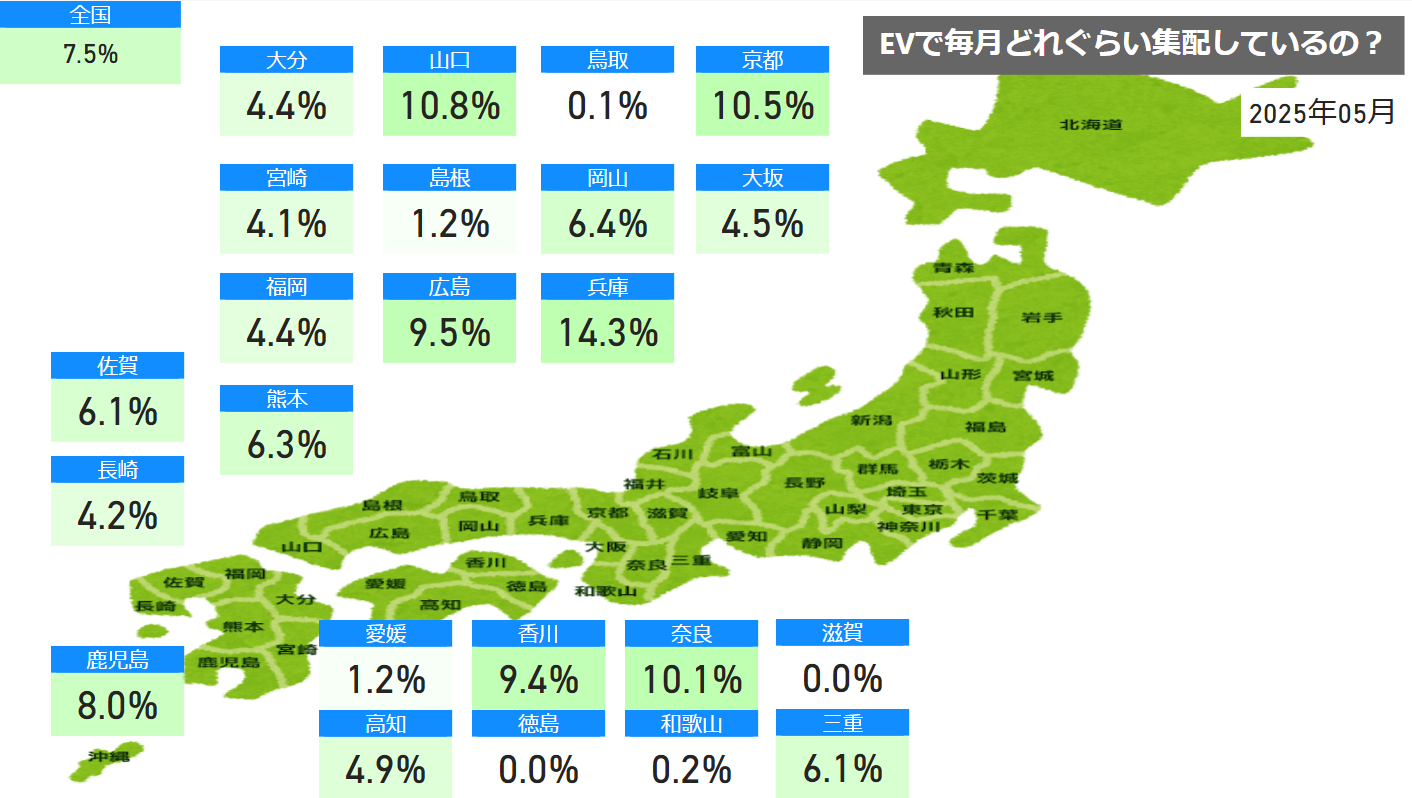 全国
7.5%
EVで毎月どれぐらい集配しているの？
2025年05月
大分
4.4%
山口
10.8%
鳥取
0.1%
京都
10.5%
宮崎
4.1%
島根
1.2%
岡山
6.4%
大坂
4.5%
福岡
4.4%
広島
9.5%
兵庫
14.3%
佐賀
6.1%
熊本
6.3%
長崎
4.2%
鹿児島
8.0%
愛媛
1.2%
香川
9.4%
奈良
10.1%
滋賀
0.0%
高知
4.9%
徳島
0.0%
和歌山
0.2%
三重
6.1%
北海道
青森
秋田
岩手
山形
宮城
新潟
福島
石川
富山
群馬
栃木
茨城
福井
岐阜
長野
埼玉
山梨
東京
千葉
神奈川
島根
鳥取
京都
滋賀
愛知
静岡
山口
広島
岡山
兵庫
大阪
奈良
三重
和歌山
香川
愛媛
徳島
高知
佐賀
福岡
長崎
大分
熊本
宮崎
鹿児島
沖縄